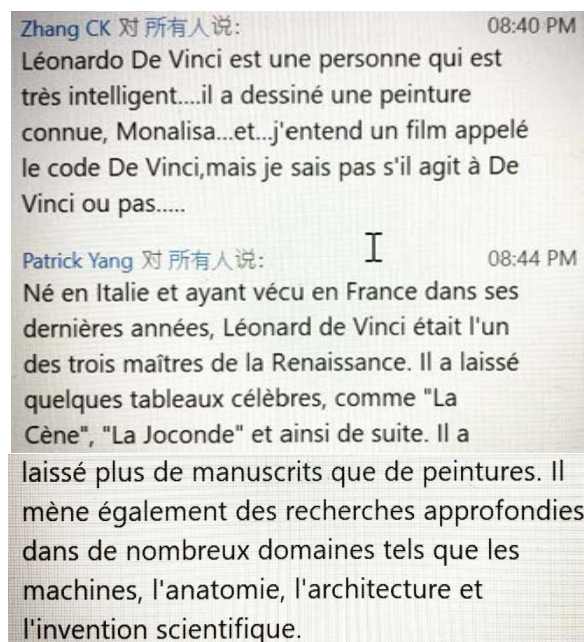 Zhang CK 对 所有人说: 08:40 PM
Léonardo De Vinci est une personne qui est
très intelligent....il a dessiné une peinture
connue, Monalisa...et...j'entend un film appelé
le code De Vinci,mais je sais pas s'il agit à De
Vinci ou pas.....
Patrick Yang 对 所有人说: 08:44 PM
Né en Italie et ayant vécu en France dans ses
dernières années, Léonard de Vinci était l'un
des trois maîtres de la Renaissance. Il a laissé
quelques tableaux célèbres, comme "La
Cène", "La Joconde" et ainsi de suite. Il a
laissé plus de manuscrits que de peintures. Il
mène également des recherches approfondies
dans de nombreux domaines tels que les
machines, l'anatomie, l'architecture et
l'invention scientifique.